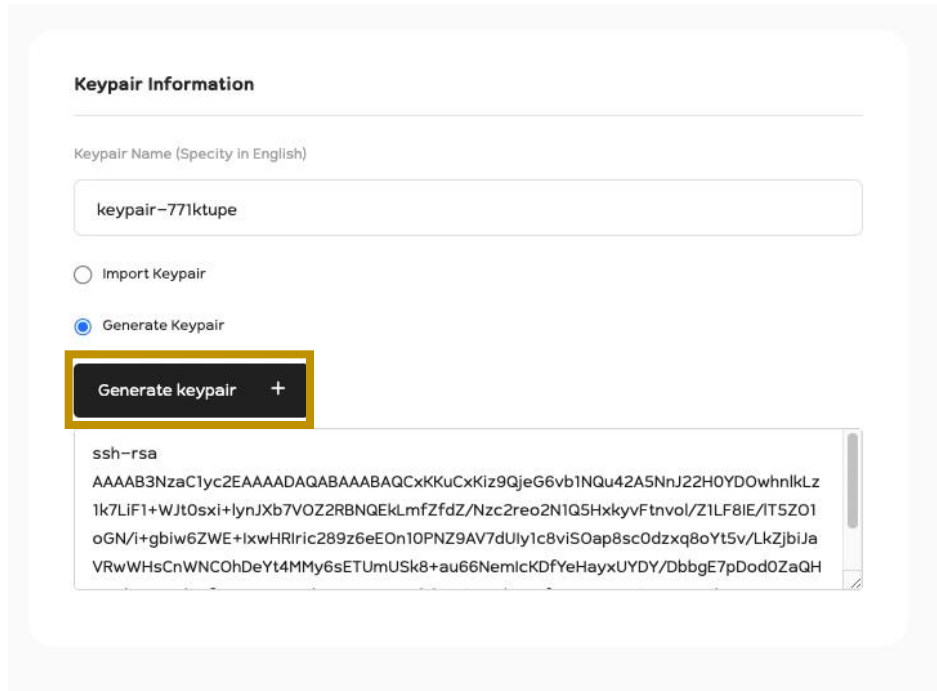 Keypair Information
Keypair Name (Specity in English)
keypair-771ktupe
Import Keypair
Generate Keypair
Generate keypair +
ssh-rsa
AAAAB3NzaC1yc2EAAAADAQABAAABAQCxKKuCxKiz9QjeG6vb1NQu42A5NnJ22H0YDOwhnlkLz
1k7LiF1+WJt0sxi+lynJXb7VOZ2RBNQEkLmfZfdZ/Nzc2reo2N1Q5HxkyvFtnvol/Z1LF8IE/lT5ZO1
oGN/i+gbiw6ZWE+IxwHRIric289z6eEOn10PNZ9AV7dUIy1c8viSOap8sc0dzxq8oYt5v/LkZjbiJa
VRwWHsCnWNCOhDeYt4MMy6sETUmUSk8+au66NemIcKDfYeHayxUYDY/DbbgE7pDod0ZaQH